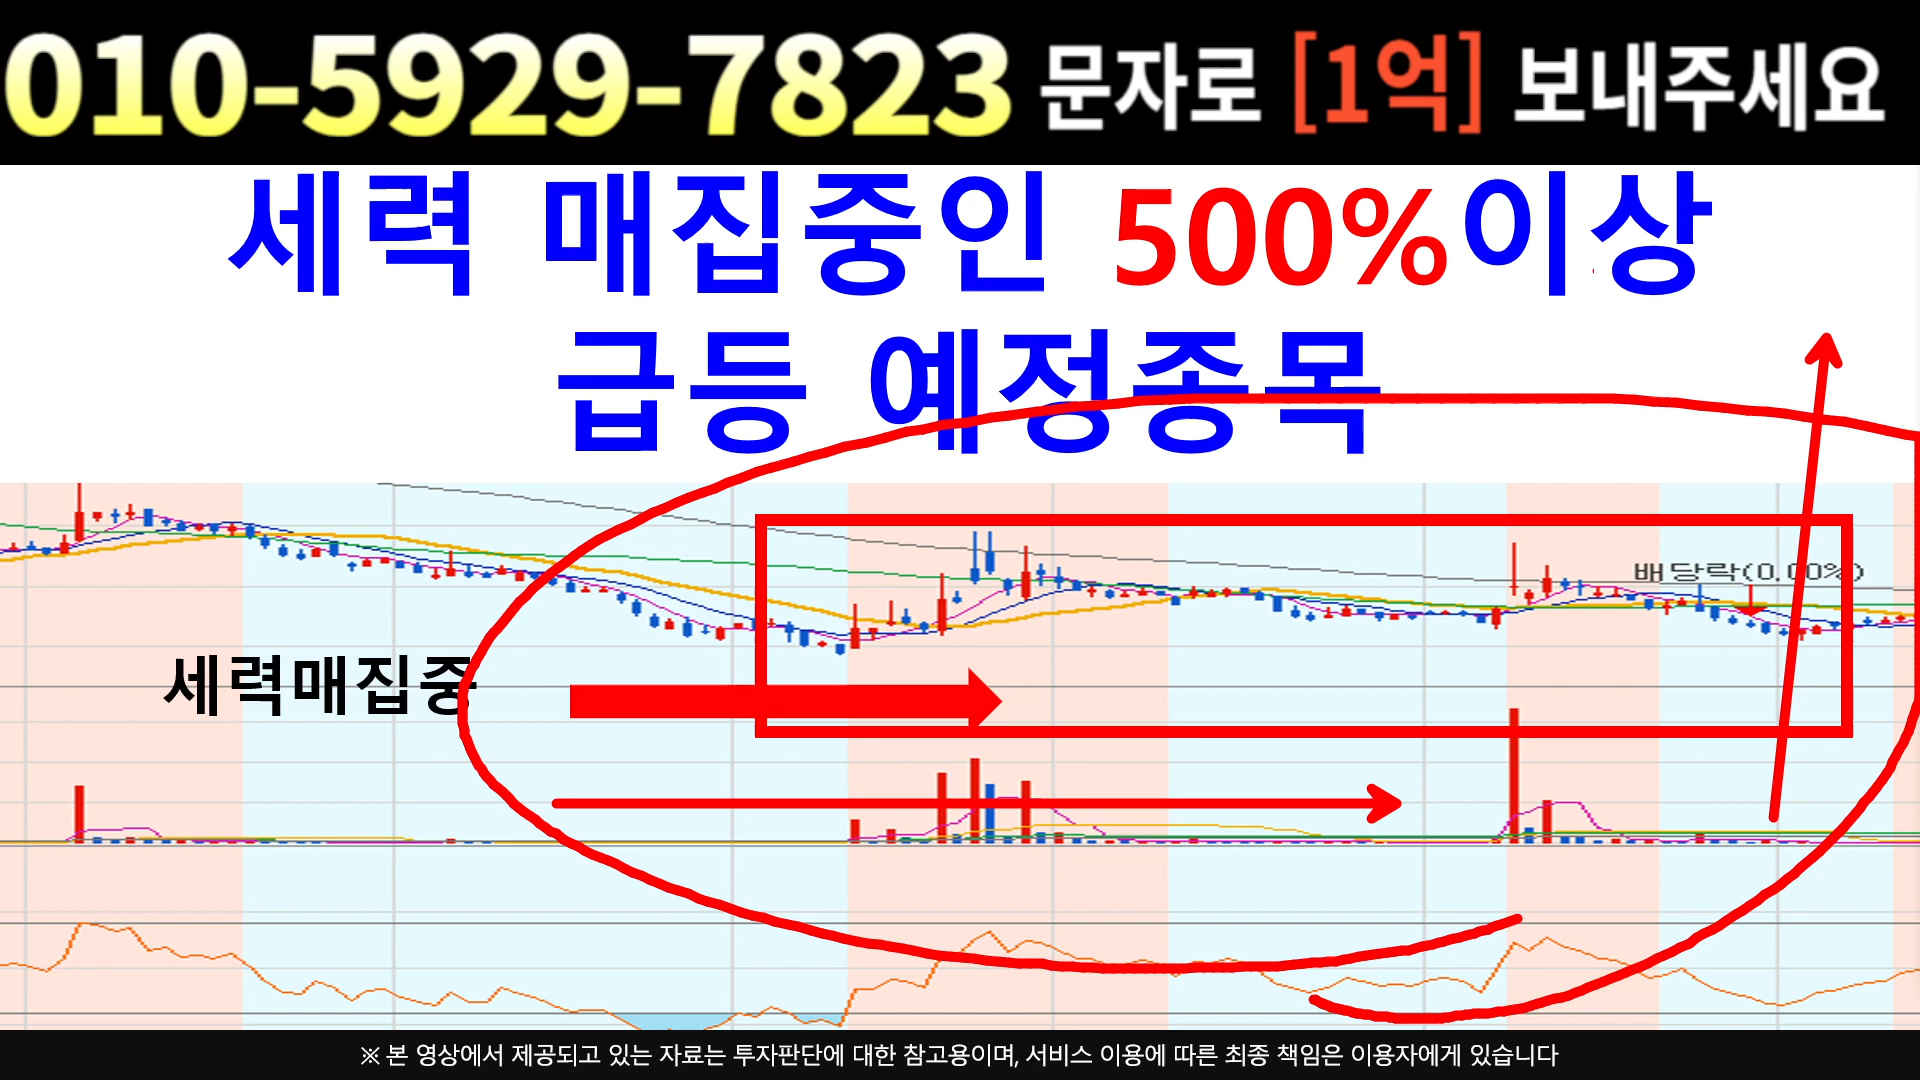 010-5929-7823 문자로 [1억] 보내주세요
세력 매집중인 500%이상
급등 예정종목
배당락(0.00%)
세력매집중
※ 본 영상에서 제공되고 있는 자료는 투자판단에 대한 참고용이며, 서비스 이용에 따른 최종 책임은 이용자에게 있습니다